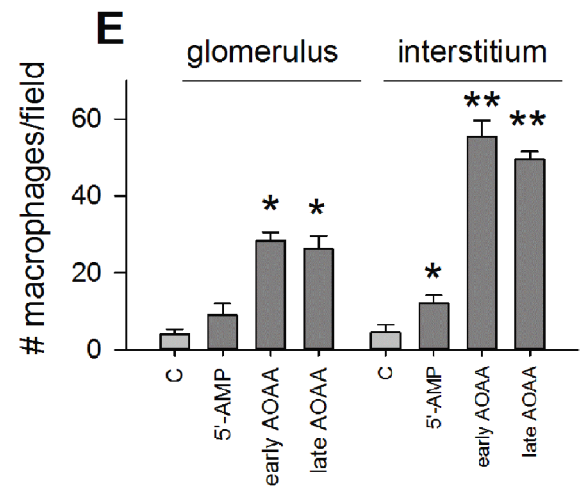 E
glomerulus interstitium
# macrophages/field
60
40
20
0
* * * ** **
C 5'-AMP early AOAA late AOAA C 5'-AMP early AOAA late AOAA